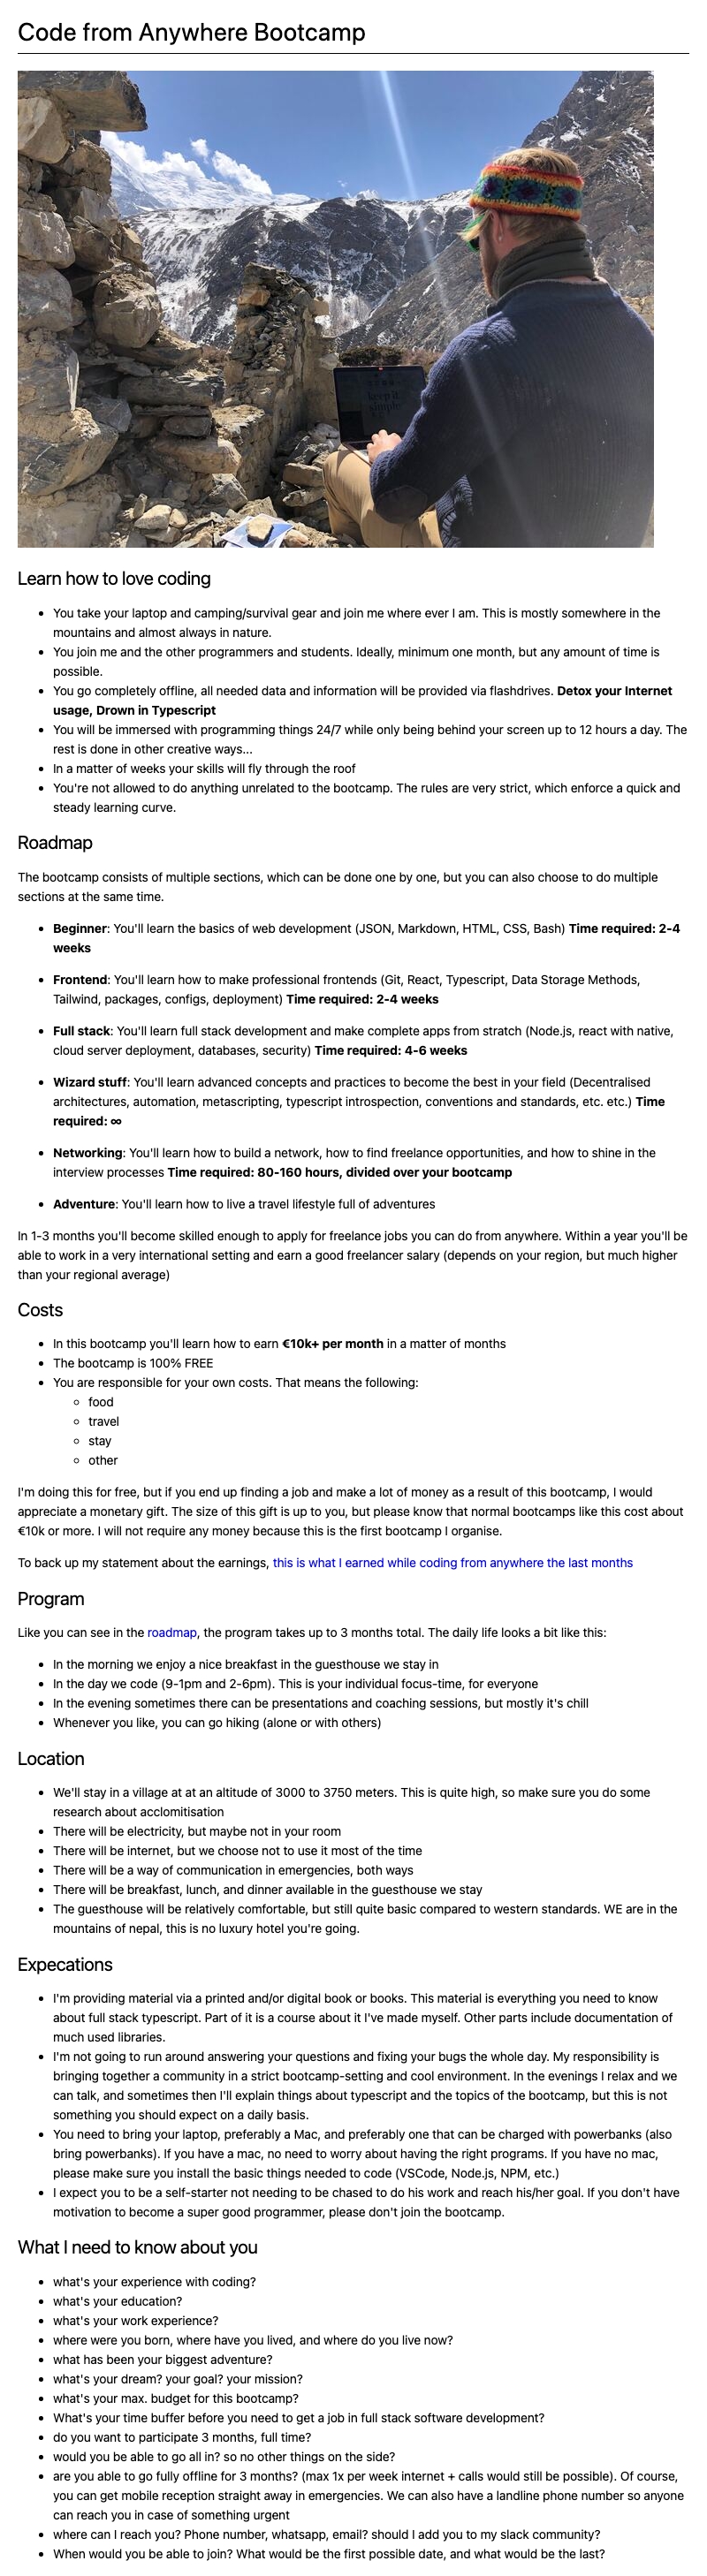 Code from Anywhere Bootcamp
keep it
simple
Learn how to love coding
You take your laptop and camping/survival gear and join me where ever I am. This is mostly somewhere in the
mountains and almost always in nature.
You join me and the other programmers and students. Ideally, minimum one month, but any amount of time is
possible.
You go completely offline, all needed data and information will be provided via flashdrives. Detox your Internet
usage, Drown in Typescript
You will be immersed with programming things 24/7 while only being behind your screen up to 12 hours a day. The
rest is done in other creative ways...
In a matter of weeks your skills will fly through the roof
You're not allowed to do anything unrelated to the bootcamp. The rules are very strict, which enforce a quick and
steady learning curve.
Roadmap
The bootcamp consists of multiple sections, which can be done one by one, but you can also choose to do multiple
sections at the same time.
Beginner: You'll learn the basics of web development (JSON, Markdown, HTML, CSS, Bash) Time required: 2-4
weeks
Frontend: You'll learn how to make professional frontends (Git, React, Typescript, Data Storage Methods,
Tailwind, packages, configs, deployment) Time required: 2-4 weeks
Full stack: You'll learn full stack development and make complete apps from stratch (Node.js, react with native,
cloud server deployment, databases, security) Time required: 4-6 weeks
Wizard stuff: You'll learn advanced concepts and practices to become the best in your field (Decentralised
architectures, automation, metascripting, typescript introspection, conventions and standards, etc. etc.) Time
required: ∞
Networking: You'll learn how to build a network, how to find freelance opportunities, and how to shine in the
interview processes Time required: 80-160 hours, divided over your bootcamp
Adventure: You'll learn how to live a travel lifestyle full of adventures
In 1-3 months you'll become skilled enough to apply for freelance jobs you can do from anywhere. Within a year you'll be
able to work in a very international setting and earn a good freelancer salary (depends on your region, but much higher
than your regional average)
Costs
In this bootcamp you'll learn how to earn €10k+ per month in a matter of months
The bootcamp is 100% FREE
You are responsible for your own costs. That means the following:
food
travel
stay
other
I'm doing this for free, but if you end up finding a job and make a lot of money as a result of this bootcamp, I would
appreciate a monetary gift. The size of this gift is up to you, but please know that normal bootcamps like this cost about
€10k or more. I will not require any money because this is the first bootcamp I organise.
To back up my statement about the earnings, this is what I earned while coding from anywhere the last months
Program
Like you can see in the roadmap, the program takes up to 3 months total. The daily life looks a bit like this:
In the morning we enjoy a nice breakfast in the guesthouse we stay in
In the day we code (9-1pm and 2-6pm). This is your individual focus-time, for everyone
In the evening sometimes there can be presentations and coaching sessions, but mostly it's chill
Whenever you like, you can go hiking (alone or with others)
Location
We'll stay in a village at at an altitude of 3000 to 3750 meters. This is quite high, so make sure you do some
research about acclomitisation
There will be electricity, but maybe not in your room
There will be internet, but we choose not to use it most of the time
There will be a way of communication in emergencies, both ways
There will be breakfast, lunch, and dinner available in the guesthouse we stay
The guesthouse will be relatively comfortable, but still quite basic compared to western standards. WE are in the
mountains of nepal, this is no luxury hotel you're going.
Expecations
I'm providing material via a printed and/or digital book or books. This material is everything you need to know
about full stack typescript. Part of it is a course about it I've made myself. Other parts include documentation of
much used libraries.
I'm not going to run around answering your questions and fixing your bugs the whole day. My responsibility is
bringing together a community in a strict bootcamp-setting and cool environment. In the evenings I relax and we
can talk, and sometimes then I'll explain things about typescript and the topics of the bootcamp, but this is not
something you should expect on a daily basis.
You need to bring your laptop, preferably a Mac, and preferably one that can be charged with powerbanks (also
bring powerbanks). If you have a mac, no need to worry about having the right programs. If you have no mac,
please make sure you install the basic things needed to code (VSCode, Node.js, NPM, etc.)
I expect you to be a self-starter not needing to be chased to do his work and reach his/her goal. If you don't have
motivation to become a super good programmer, please don't join the bootcamp.
What I need to know about you
what's your experience with coding?
what's your education?
what's your work experience?
where were you born, where have you lived, and where do you live now?
what has been your biggest adventure?
what's your dream? your goal? your mission?
what's your max. budget for this bootcamp?
What's your time buffer before you need to get a job in full stack software development?
do you want to participate 3 months, full time?
would you be able to go all in? so no other things on the side?
are you able to go fully offline for 3 months? (max 1x per week internet + calls would still be possible). Of course,
you can get mobile reception straight away in emergencies. We can also have a landline phone number so anyone
can reach you in case of something urgent
where can I reach you? Phone number, whatsapp, email? should I add you to my slack community?
When would you be able to join? What would be the first possible date, and what would be the last?